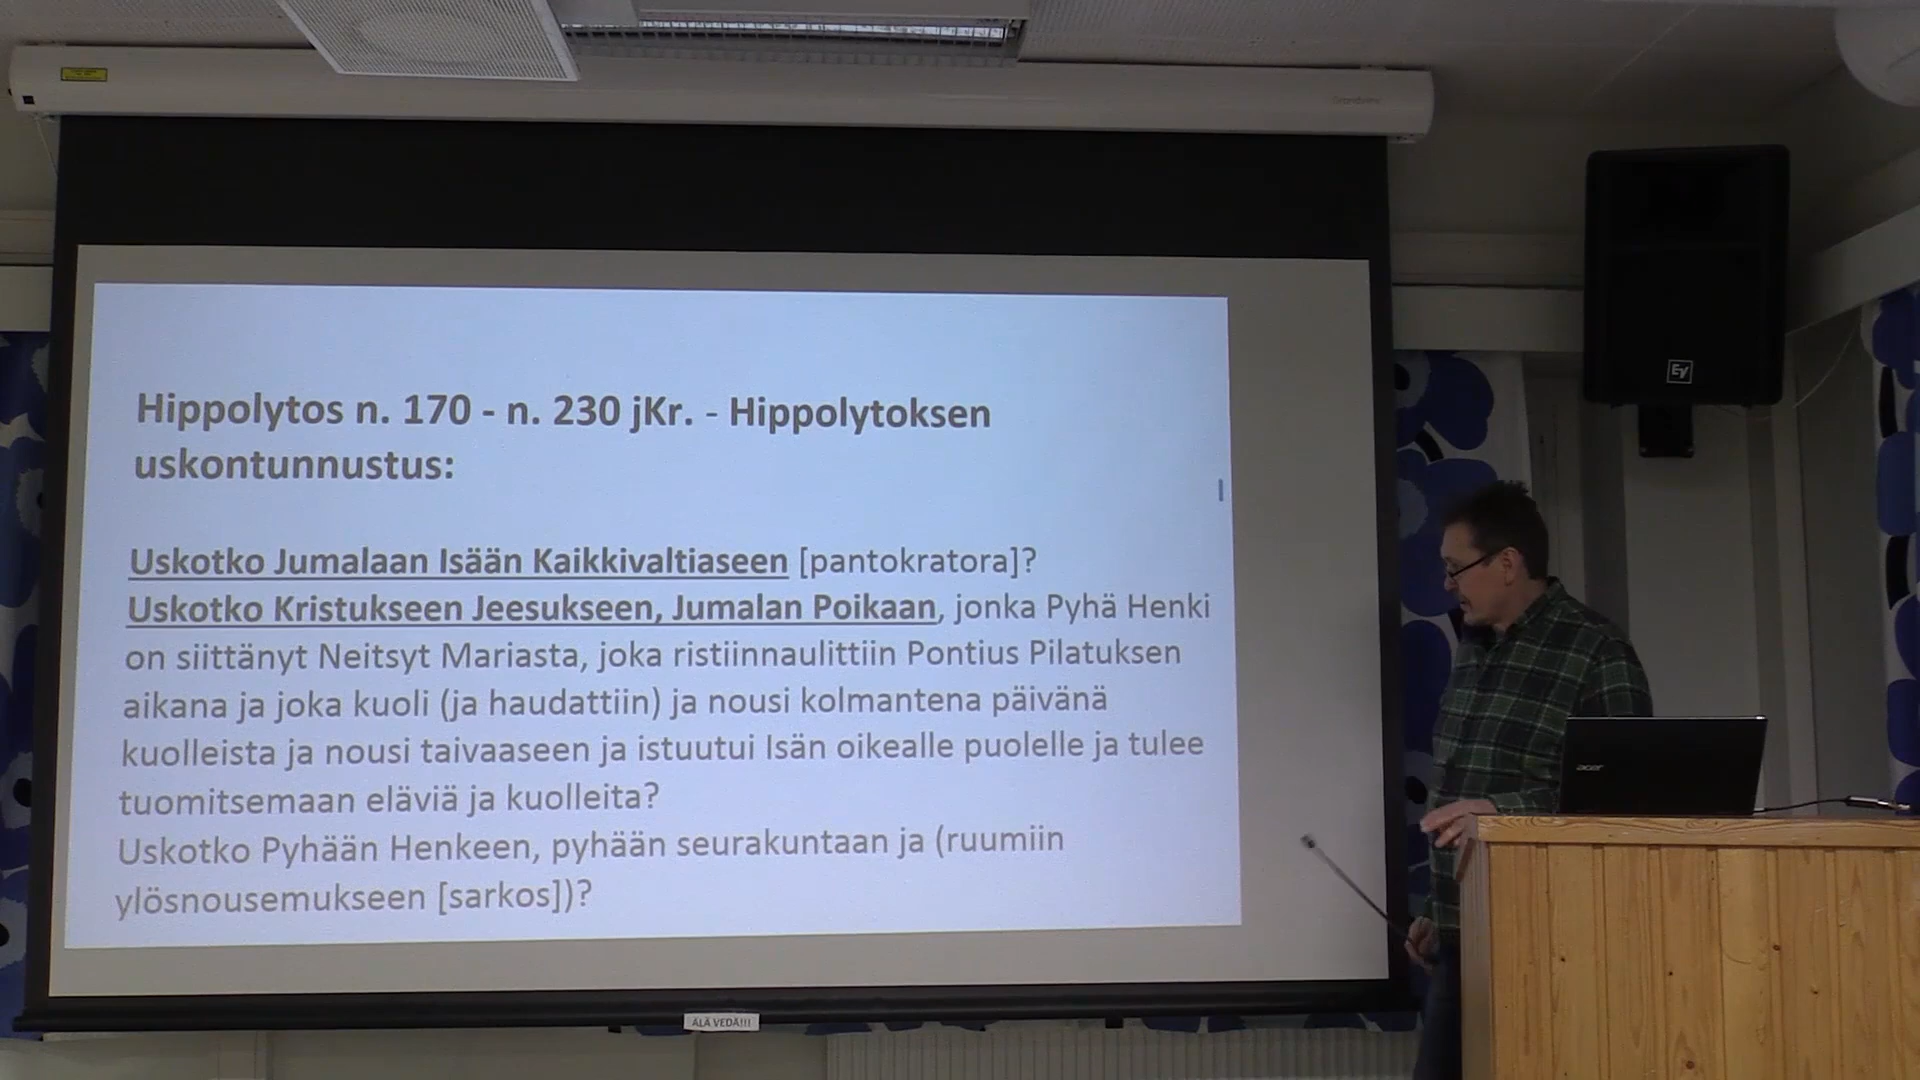 Hippolytos n. 170 - n. 230 jKr. - Hippolytoksen
uskontunnustus:
Uskotko Jumalaan Isään Kaikkivaltiaseen [pantokratora]?
Uskotko Kristukseen Jeesukseen, Jumalan Poikaan, jonka Pyhä Henki
on siittänyt Neitsyt Mariasta, joka ristiinnaulittiin Pontius Pilatuksen
aikana ja joka kuoli (ja haudattiin) ja nousi kolmantena päivänä
kuolleista ja nousi taivaaseen ja istuutui Isän oikealle puolelle ja tulee
tuomitsemaan eläviä ja kuolleita?
Uskotko Pyhään Henkeen, pyhään seurakuntaan ja (ruumiin
ylösnousemukseen [sarkos])?
EV
acer
ÄLÄ VEDÄ!!!